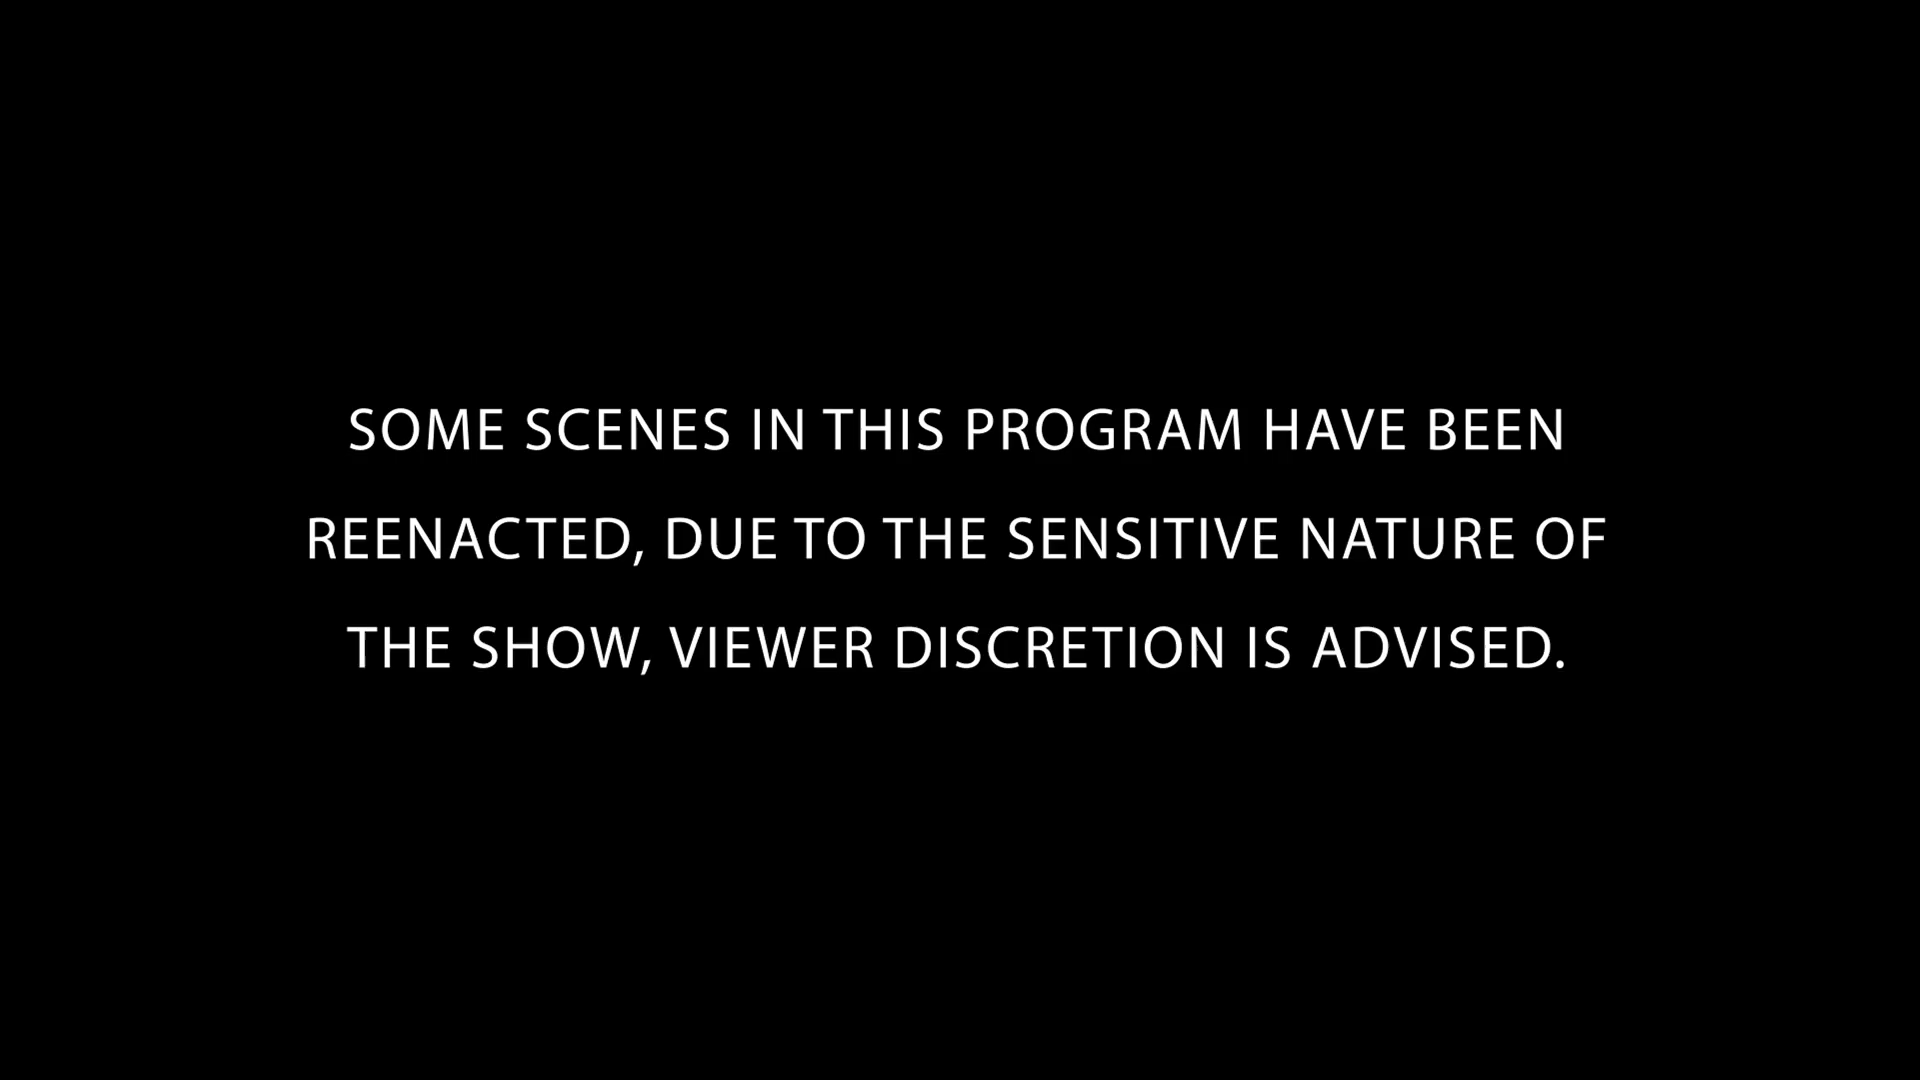 SOME SCENES IN THIS PROGRAM HAVE BEEN
REENACTED, DUE TO THE SENSITIVE NATURE OF
THE SHOW, VIEWER DISCRETION IS ADVISED.